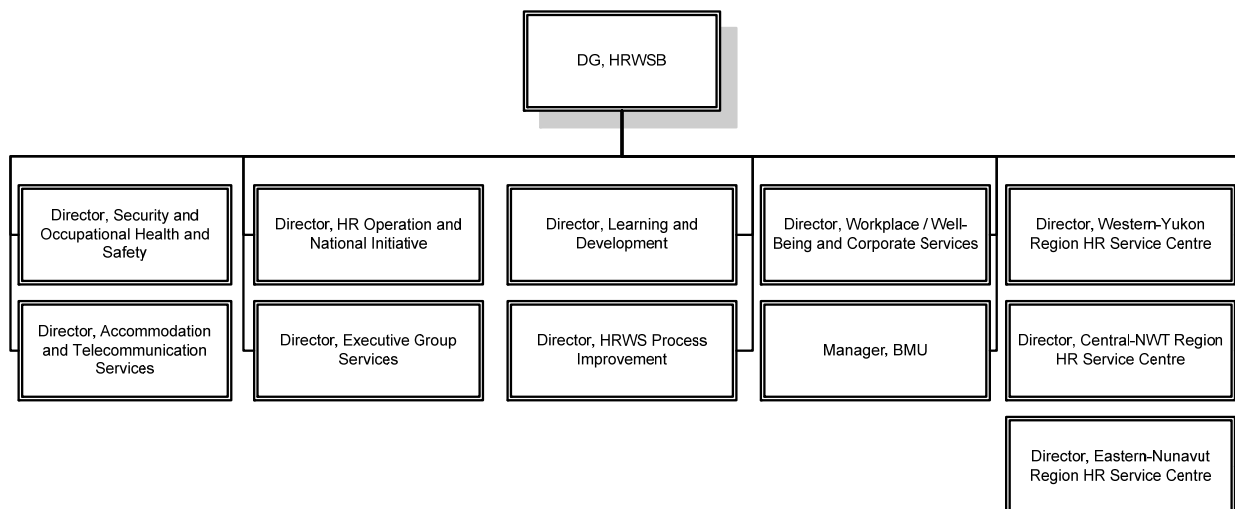 DG, HRWSB
Director, Security and
Occupational Health and
Safety
Director, HR Operation and
National Initiative
Director, Learning and
Development
Director, Workplace / Well-
Being and Corporate Services
Director, Western-Yukon
Region HR Service Centre
Director, Accommodation
and Telecommunication
Services
Director, Executive Group
Services
Director, HRWS Process
Improvement
Manager, BMU
Director, Central-NWT Region
HR Service Centre
Director, Eastern-Nunavut
Region HR Service Centre